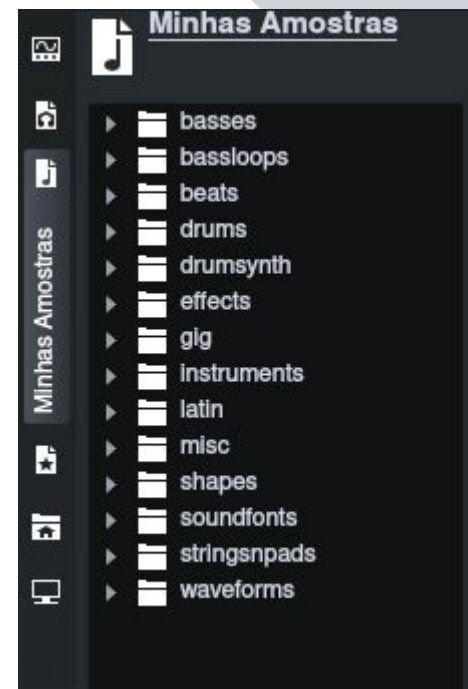 Minhas Amostras
Minhas Amostras
basses
bassloops
beats
drums
drumsynth
effects
gig
instruments
latin
misc
shapes
soundfonts
stringsnpads
waveforms